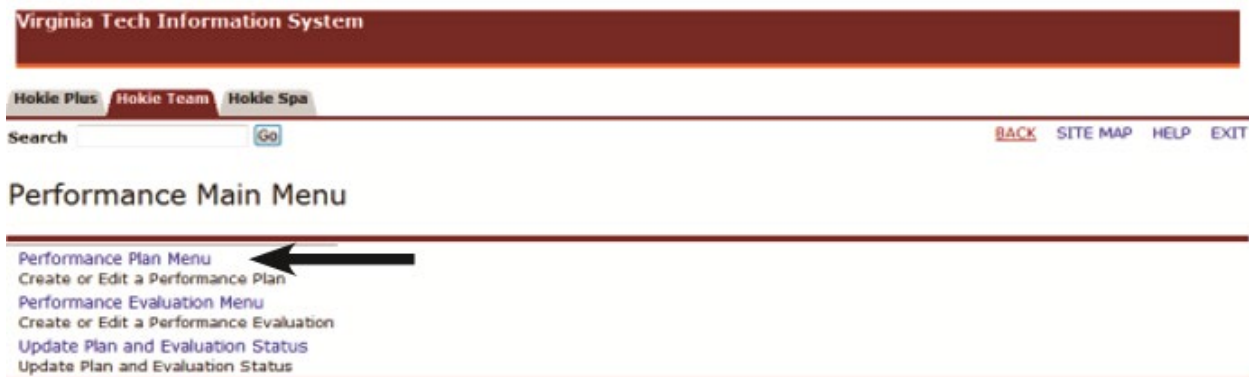 Virginia Tech Information System
Hokie Plus Hokie Team Hokie Spa
Search Go BACK SITE MAP HELP EXIT
Performance Main Menu
Performance Plan Menu
Create or Edit a Performance Plan
Performance Evaluation Menu
Create or Edit a Performance Evaluation
Update Plan and Evaluation Status
Update Plan and Evaluation Status